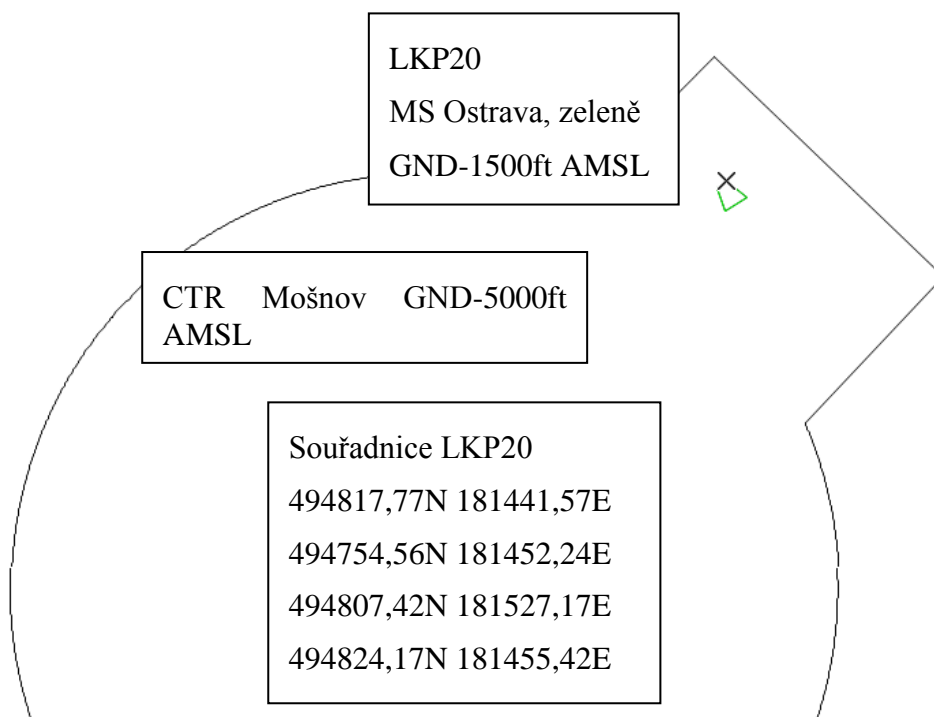 LKP20
MS Ostrava, zeleně
GND-1500ft AMSL
CTR Mošnov GND-5000ft
AMSL
Souřadnice LKP20
494817,77N 181441,57E
494754,56N 181452,24E
494807,42N 181527,17E
494824,17N 181455,42E